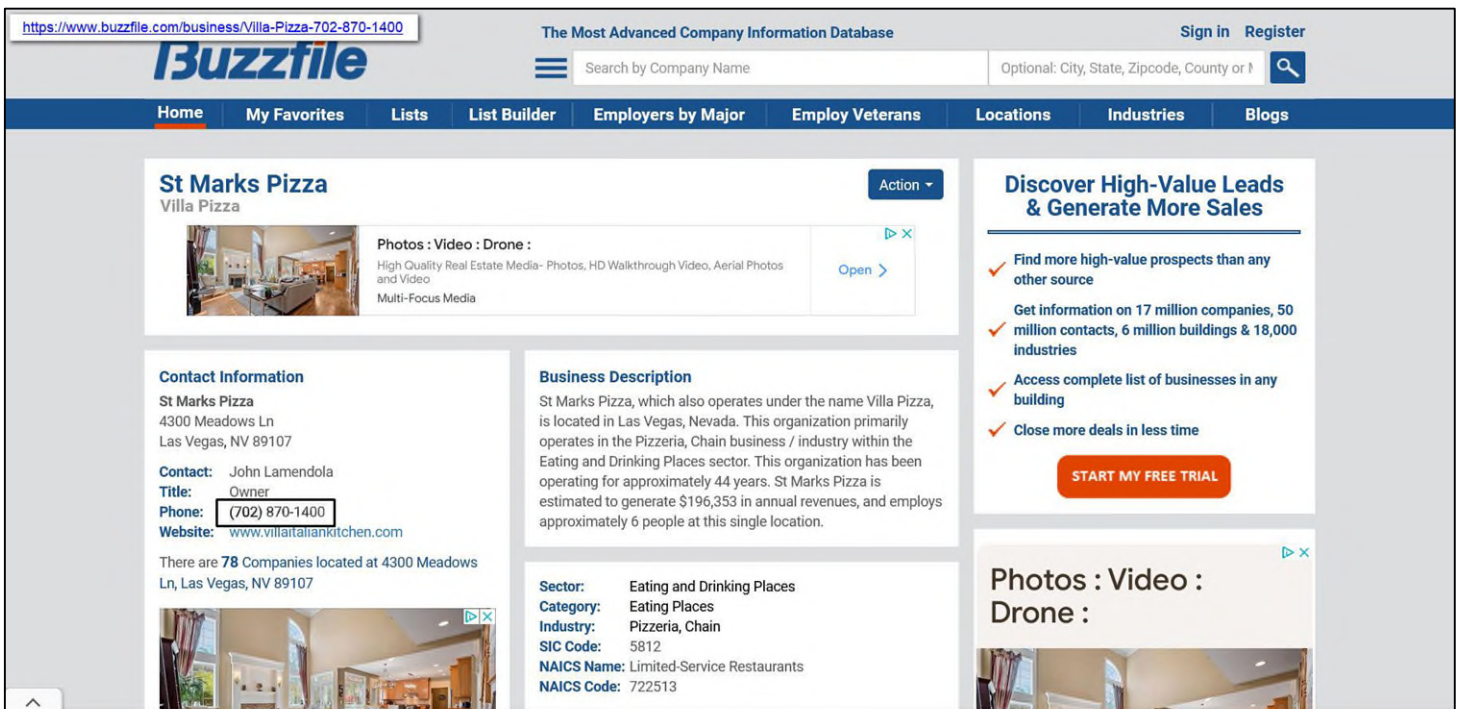 https://www.buzzfile.com/business/Villa-Pizza-702-870-1400
Buzzfile
The Most Advanced Company Information Database
Sign in Register
Search by Company Name
Optional: City, State, Zipcode, County or
Home My Favorites Lists List Builder Employers by Major Employ Veterans Locations Industries Blogs
St Marks Pizza
Villa Pizza
Action
Photos : Video : Drone :
High Quality Real Estate Media- Photos, HD Walkthrough Video, Aerial Photos
and Video
Multi-Focus Media
Open
Contact Information
St Marks Pizza
4300 Meadows Ln
Las Vegas, NV 89107
Contact: John Lamendola
Title: Owner
Phone: (702) 870-1400
Website: www.villaitaliankitchen.com
There are 78 Companies located at 4300 Meadows
Ln, Las Vegas, NV 89107
Business Description
St Marks Pizza, which also operates under the name Villa Pizza,
is located in Las Vegas, Nevada. This organization primarily
operates in the Pizzeria, Chain business / industry within the
Eating and Drinking Places sector. This organization has been
operating for approximately 44 years. St Marks Pizza is
estimated to generate $196,353 in annual revenues, and employs
approximately 6 people at this single location.
Sector: Eating and Drinking Places
Category: Eating Places
Industry: Pizzeria, Chain
SIC Code: 5812
NAICS Name: Limited-Service Restaurants
NAICS Code: 722513
Discover High-Value Leads
& Generate More Sales
Find more high-value prospects than any
other source
Get information on 17 million companies, 50
million contacts, 6 million buildings & 18,000
industries
Access complete list of businesses in any
building
Close more deals in less time
START MY FREE TRIAL
Photos : Video :
Drone :